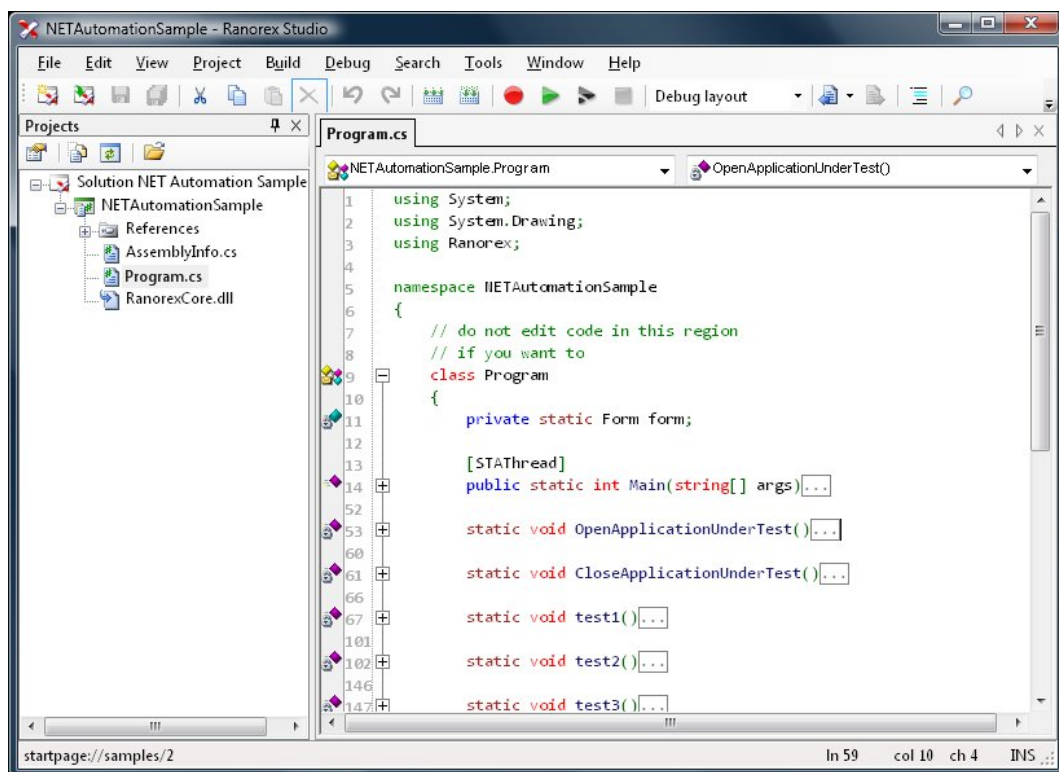 NETAutomationSample - Ranorex Studio
File Edit View Project Build Debug Search Tools Window Help
Debug layout
Projects
Solution NET Automation Sample
NETAutomationSample
References
AssemblyInfo.cs
Program.cs
RanorexCore.dll
Program.cs
NETAutomationSample.Program OpenApplicationUnderTest()
1 using System;
2 using System.Drawing;
3 using Ranorex;
4
5 namespace NETAutomationSample
6 {
7 // do not edit code in this region
8 // if you want to
9 class Program
10 {
11 private static Form form;
12
13 [STAThread]
14 public static int Main(string[] args)...
52
53 static void OpenApplicationUnderTest()...
60
61 static void CloseApplicationUnderTest()...
66
67 static void test1()...
101
102 static void test2()...
146
147 static void test3()...
startpage://samples/2 ln 59 col 10 ch 4 INS